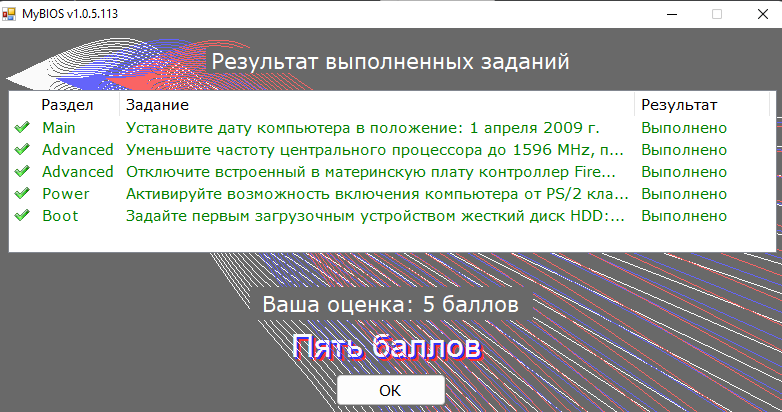 MyBIOS v1.0.5.113
Результат выполненных заданий
Раздел Задание Результат
Main Установите дату компьютера в положение: 1 апреля 2009 г. Выполнено
Advanced Уменьшите частоту центрального процессора до 1596 MHz, п... Выполнено
Advanced Отключите встроенный в материнскую плату контроллер Fire... Выполнено
Power Активируйте возможность включения компьютера от PS/2 кла... Выполнено
Boot Задайте первым загрузочным устройством жесткий диск HDD:... Выполнено
Ваша оценка: 5 баллов
Пять баллов
OK